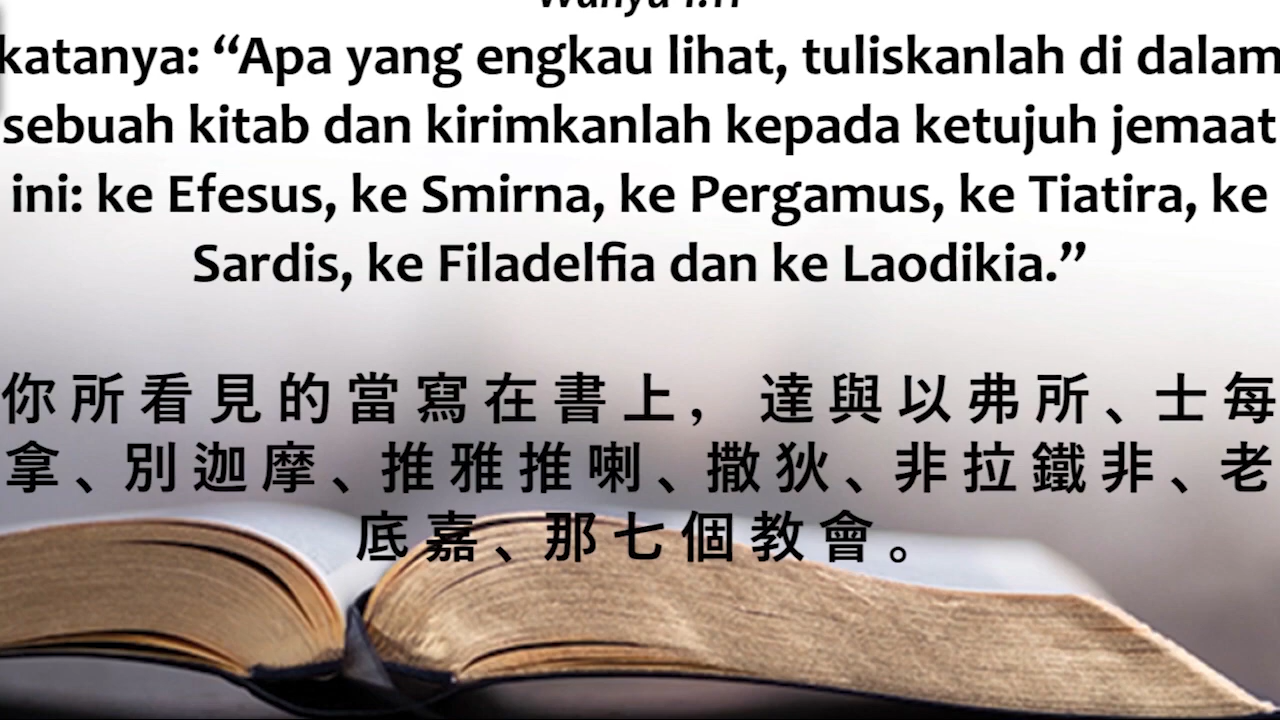 Wahyu 1:11
katanya: “Apa yang engkau lihat, tuliskanlah di dalam
sebuah kitab dan kirimkanlah kepada ketujuh jemaat
ini: ke Efesus, ke Smirna, ke Pergamus, ke Tiatira, ke
Sardis, ke Filadelfia dan ke Laodikia.”
你所看見的當寫在書上， 達與以弗所、士每
拿、別迦摩、推雅推喇、撒狄、非拉鐵非、老
底嘉、那七個教會。